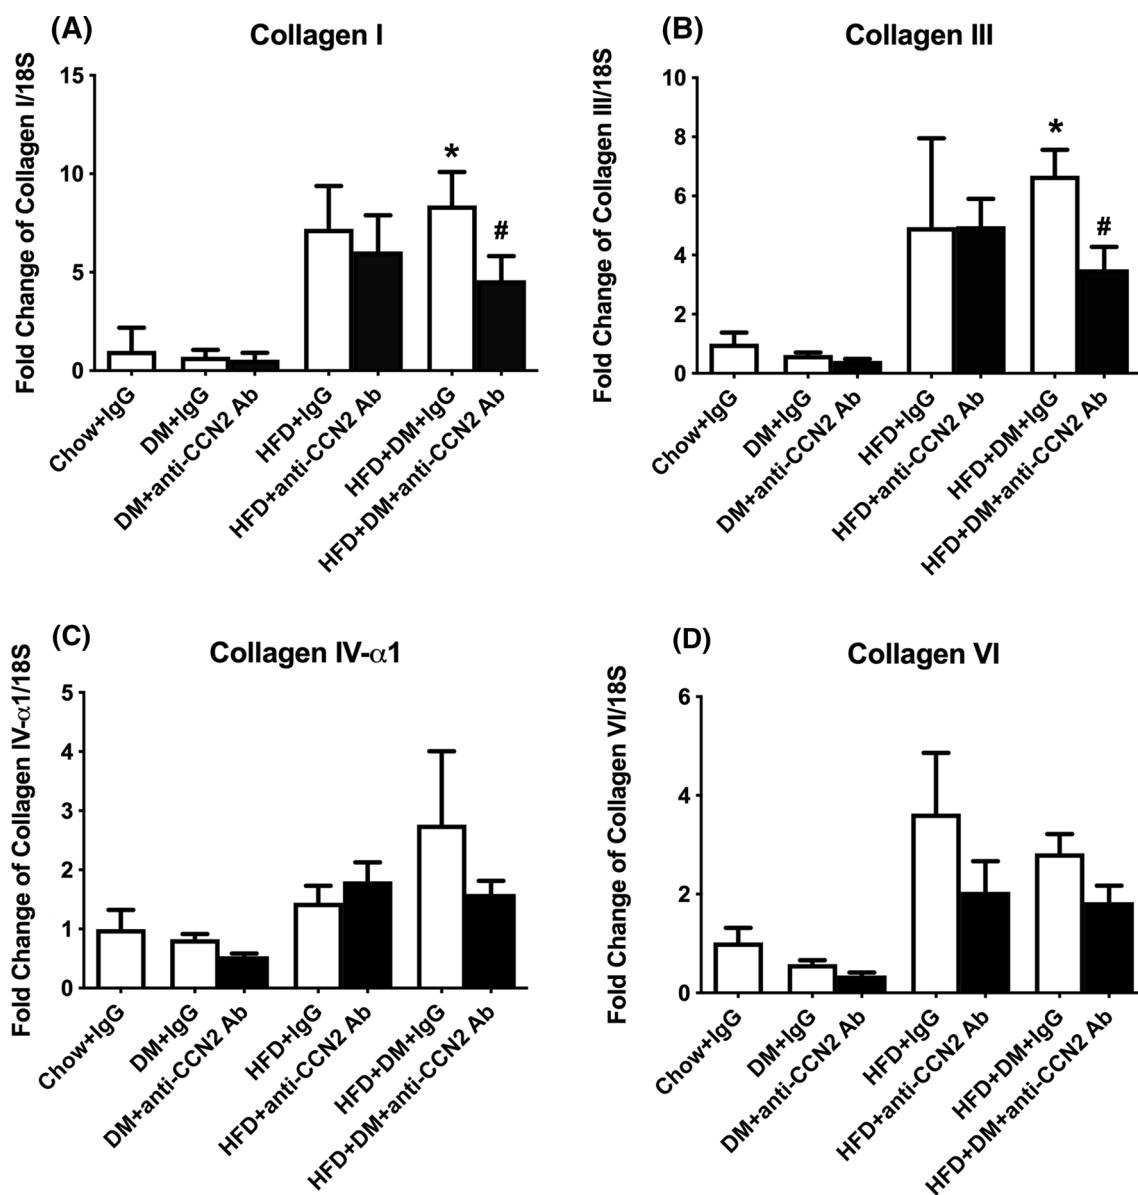 (A)
Collagen I
Fold Change of Collagen I/18S
15
10
5
0
*
#
Chow+IgG
DM+IgG
DM+anti-CCN2 Ab
HFD+IgG
HFD+anti-CCN2 Ab
HFD+DM+IgG
HFD+DM+anti-CCN2 Ab
(B)
Collagen III
Fold Change of Collagen III/18S
10
8
6
4
2
0
*
#
Chow+IgG
DM+IgG
DM+anti-CCN2 Ab
HFD+IgG
HFD+anti-CCN2 Ab
HFD+DM+IgG
HFD+DM+anti-CCN2 Ab
(C)
Collagen IV-α1
Fold Change of Collagen IV-α1/18S
5
4
3
2
1
0
Chow+IgG
DM+IgG
DM+anti-CCN2 Ab
HFD+IgG
HFD+anti-CCN2 Ab
HFD+DM+IgG
HFD+DM+anti-CCN2 Ab
(D)
Collagen VI
Fold Change of Collagen VI/18S
6
4
2
0
Chow+IgG
DM+IgG
DM+anti-CCN2 Ab
HFD+IgG
HFD+anti-CCN2 Ab
HFD+DM+IgG
HFD+DM+anti-CCN2 Ab